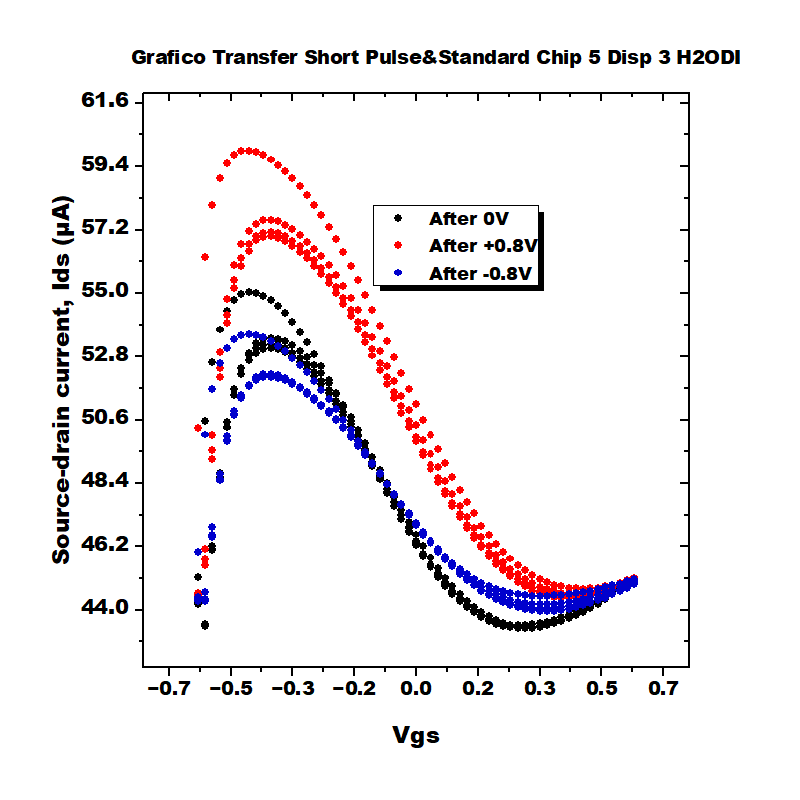 Grafico Transfer Short Pulse&Standard Chip 5 Disp 3 H2ODI
Source-drain current, Ids (µA)
61.6
59.4
57.2
55.0
52.8
50.6
48.4
46.2
44.0
After 0V
After +0.8V
After -0.8V
−0.7 −0.5 −0.3 −0.2 0.0 0.2 0.3 0.5 0.7
Vgs